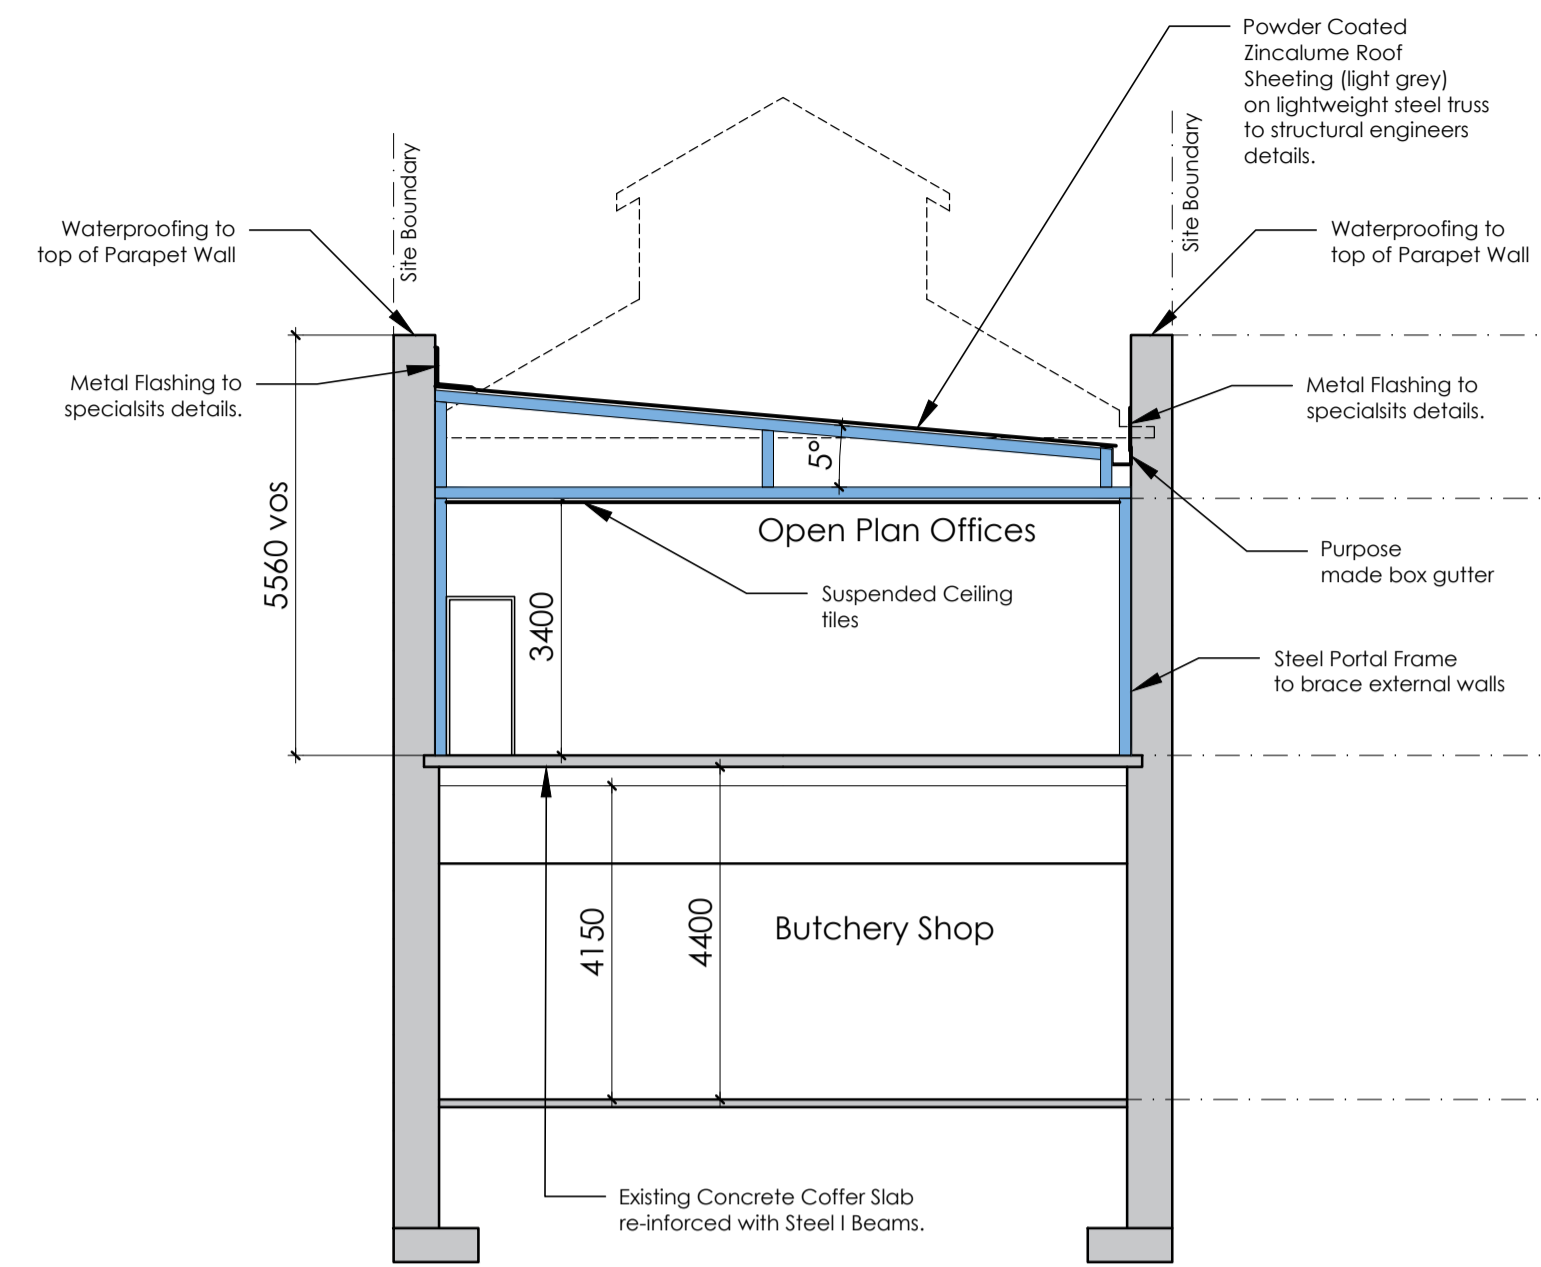 Powder Coated
Zincalume Roof
Sheeting (light grey)
on lightweight steel truss
to structural engineers
details.
Site Boundary
Site Boundary
Waterproofing to
top of Parapet Wall
Waterproofing to
top of Parapet Wall
Metal Flashing to
specialsits details.
Metal Flashing to
specialsits details.
5°
5560 vos
Open Plan Offices
Purpose
made box gutter
Suspended Ceiling
tiles
3400
Steel Portal Frame
to brace external walls
4150
4400
Butchery Shop
Existing Concrete Coffer Slab
re-inforced with Steel I Beams.